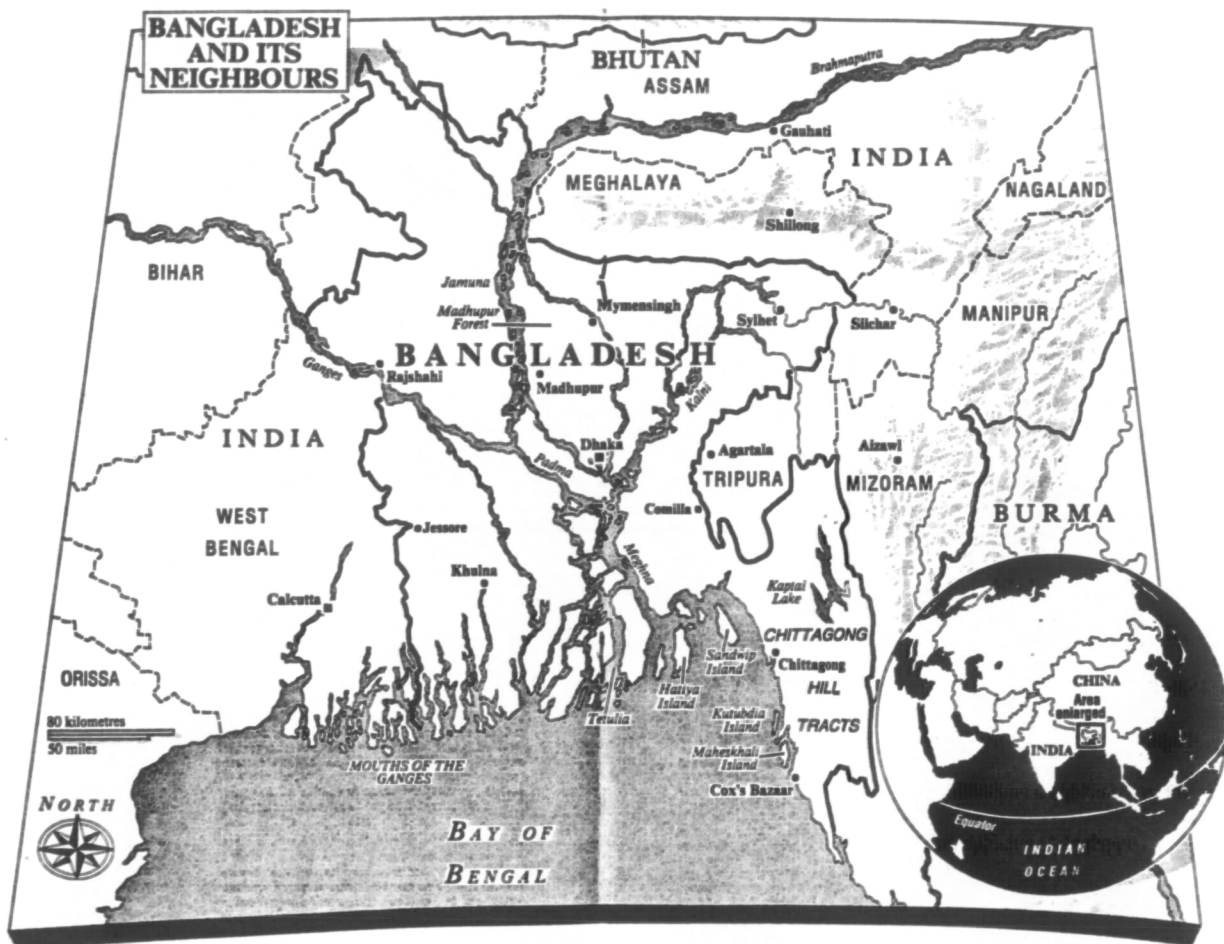 BANGLADESH
AND ITS
NEIGHBOURS
BHUTAN
ASSAM
Brahmaputra
Gauhati
INDIA
MEGHALAYA
NAGALAND
Shillong
BIHAR
Jamuna
Madhupur
Forest
Mymensingh
Sylhet
Silchar
MANIPUR
BANGLADESH
Ganges
Rajshahi
Madhupur
Kalni
INDIA
Dhaka
Padma
Agartala
TRIPURA
Aizawl
MIZORAM
WEST
BENGAL
Jessore
Comilla
BURMA
Meghna
Khulna
Calcutta
Kaptai
Lake
CHITTAGONG
HILL
TRACTS
Chittagong
Sandwip
Island
Hatiya
Island
Tetulia
ORISSA
80 kilometres
50 miles
Kutubdia
Island
Maheskhali
Island
MOUTHS OF THE
GANGES
Cox's Bazaar
NORTH
BAY OF
BENGAL
CHINA
Area
enlarged
INDIA
Equator
INDIAN
OCEAN